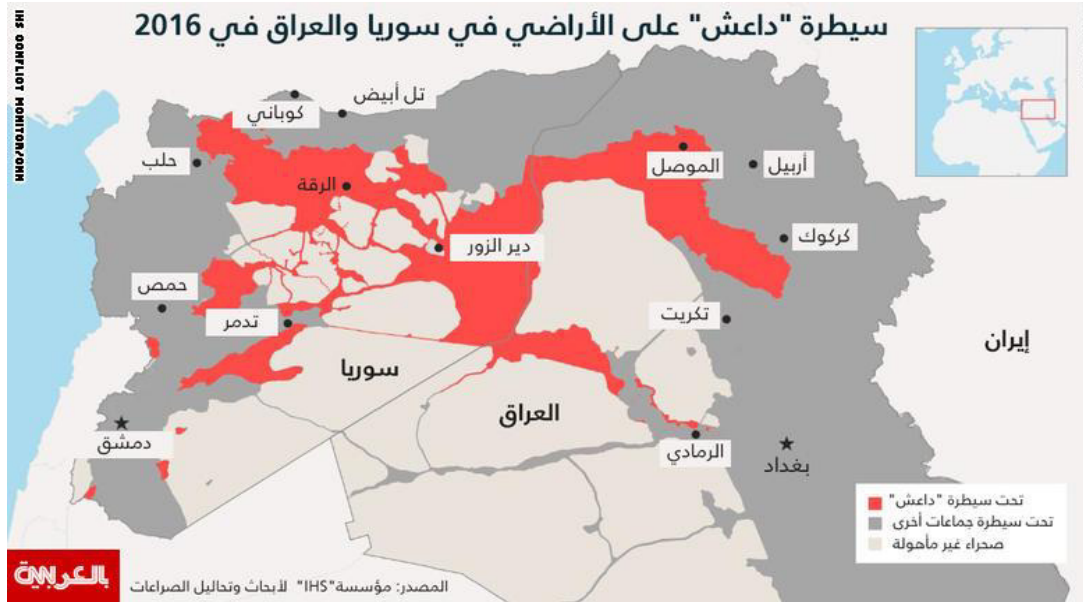 سيطرة "داعش" على الأراضي في سوريا والعراق في 2016
IHS CONFLICT MONITOR/CNN
تل أبيض
كوباني
حلب
الرقة
الموصل
أربيل
كركوك
دير الزور
حمص
تدمر
تكريت
إيران
سوريا
العراق
دمشق
الرمادي
بغداد
تحت سيطرة "داعش"
تحت سيطرة جماعات أخرى
صحراء غير مأهولة
CNN بالعربية
المصدر: مؤسسة"IHS" لأبحاث وتحاليل الصراعات